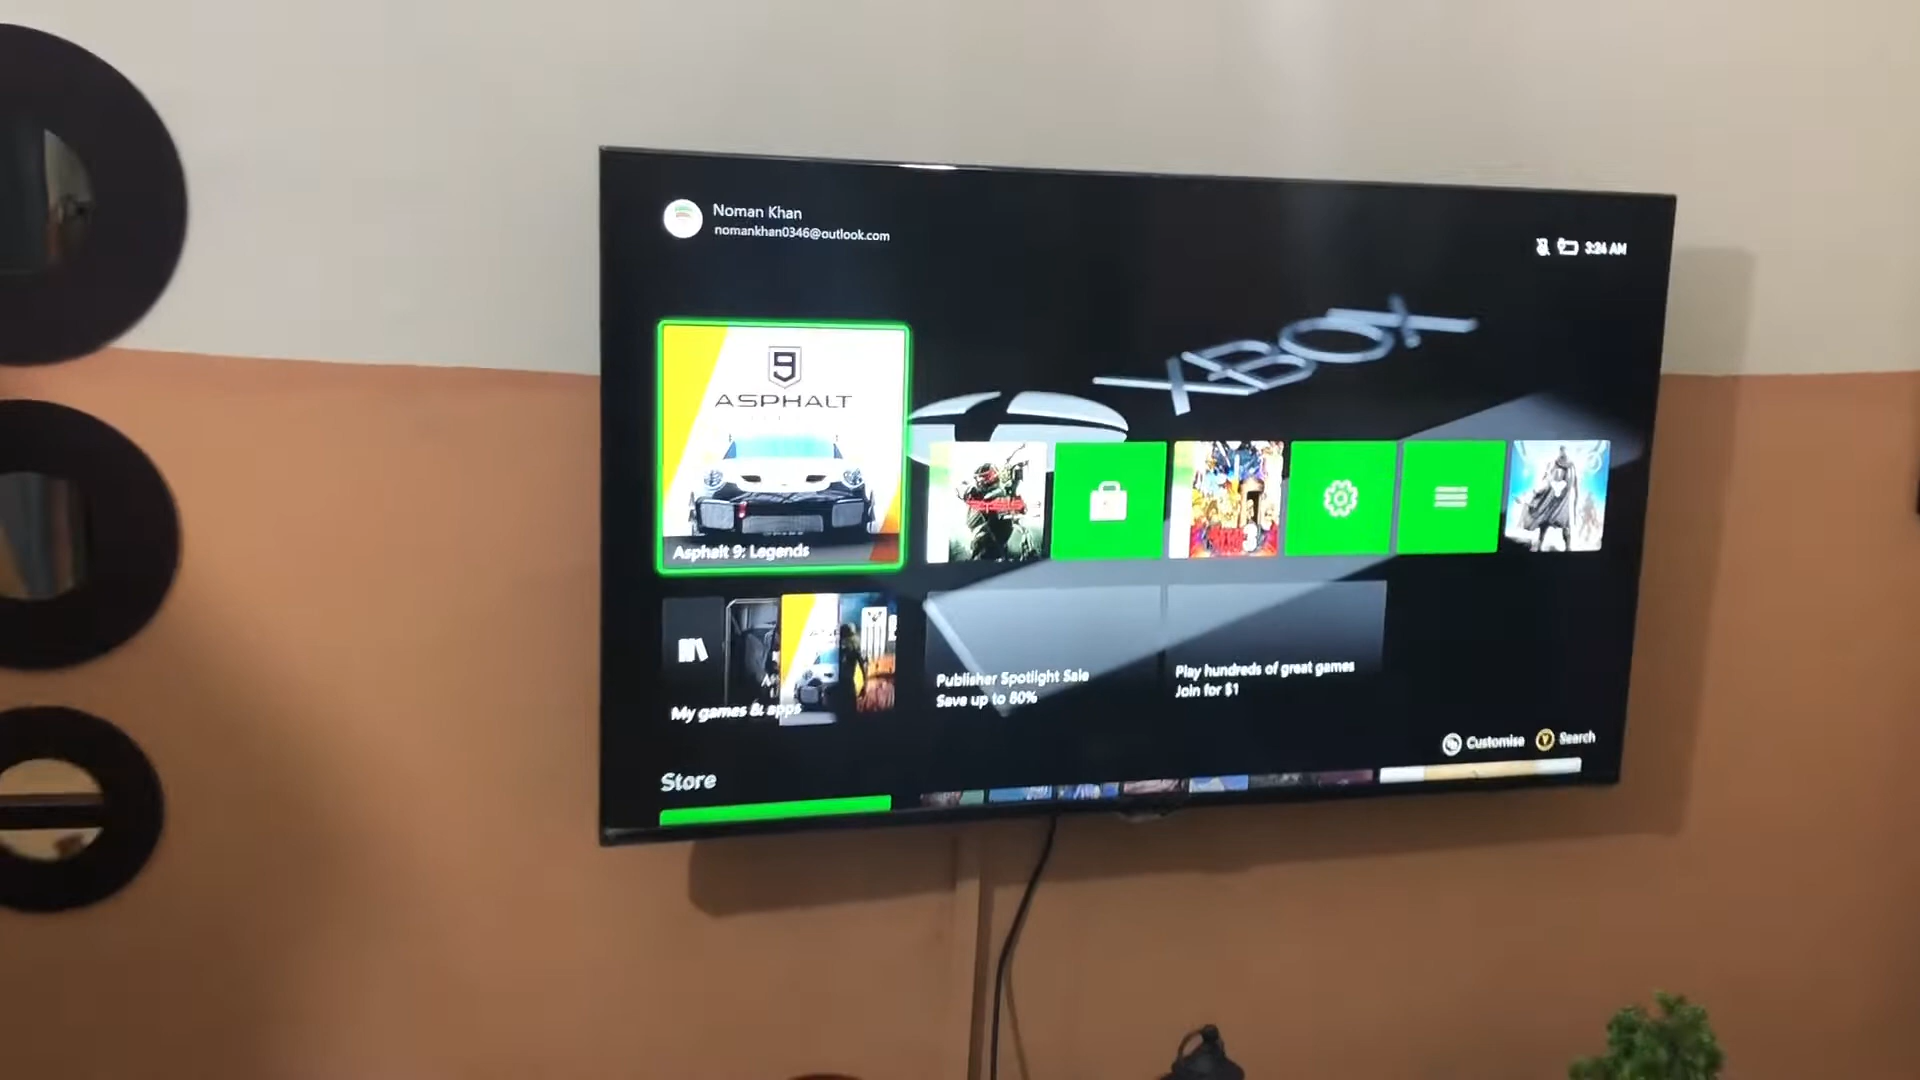 Noman Khan
nomankhan0346@outlook.com
3:24 AM
XBOX
9
ASPHALT
Asphalt 9: Legends
3
My games & apps
Publisher Spotlight Sale
Save up to 80%
Play hundreds of great games
Join for $1
Customise
Y Search
Store